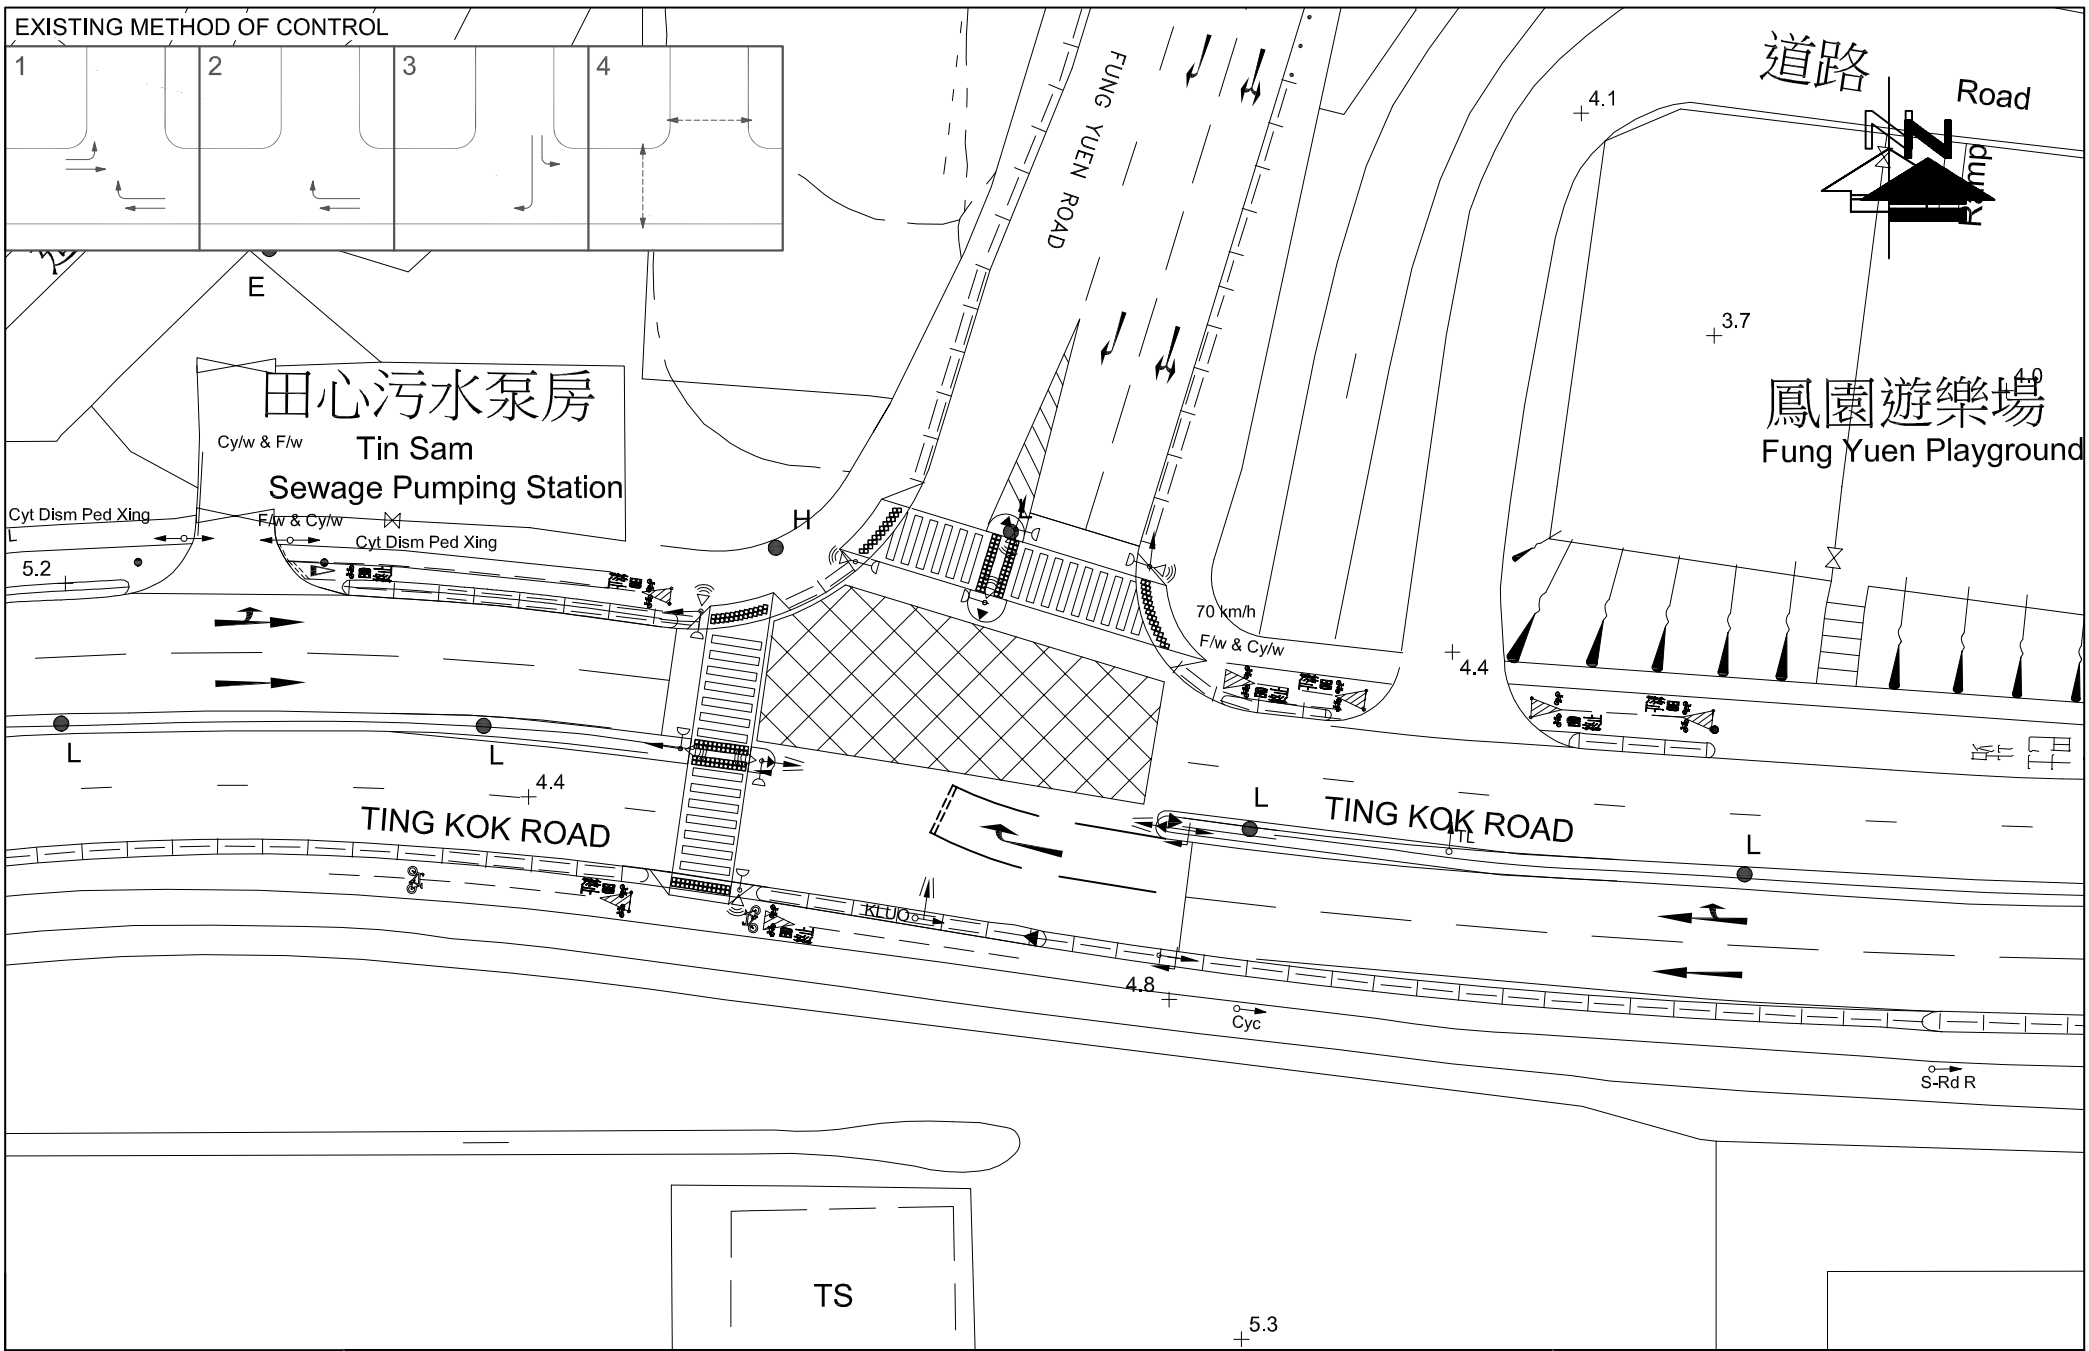 EXISTING METHOD OF CONTROL
1
2
3
4
FUNG YUEN ROAD
道路
Road
N
Ramp
4.1
3.7
4.0
E
田心污水泵房
Cy/w & F/w
Tin Sam
Sewage Pumping Station
鳳園遊樂場
Fung Yuen Playground
Cyt Dism Ped Xing
L
F/w & Cy/w
Cyt Dism Ped Xing
H
L
5.2
70 km/h
F/w & Cy/w
4.4
L
L
4.4
TING KOK ROAD
L
TING KOK ROAD
TL
L
KLUO
4.8
Cyc
S-Rd R
TS
5.3